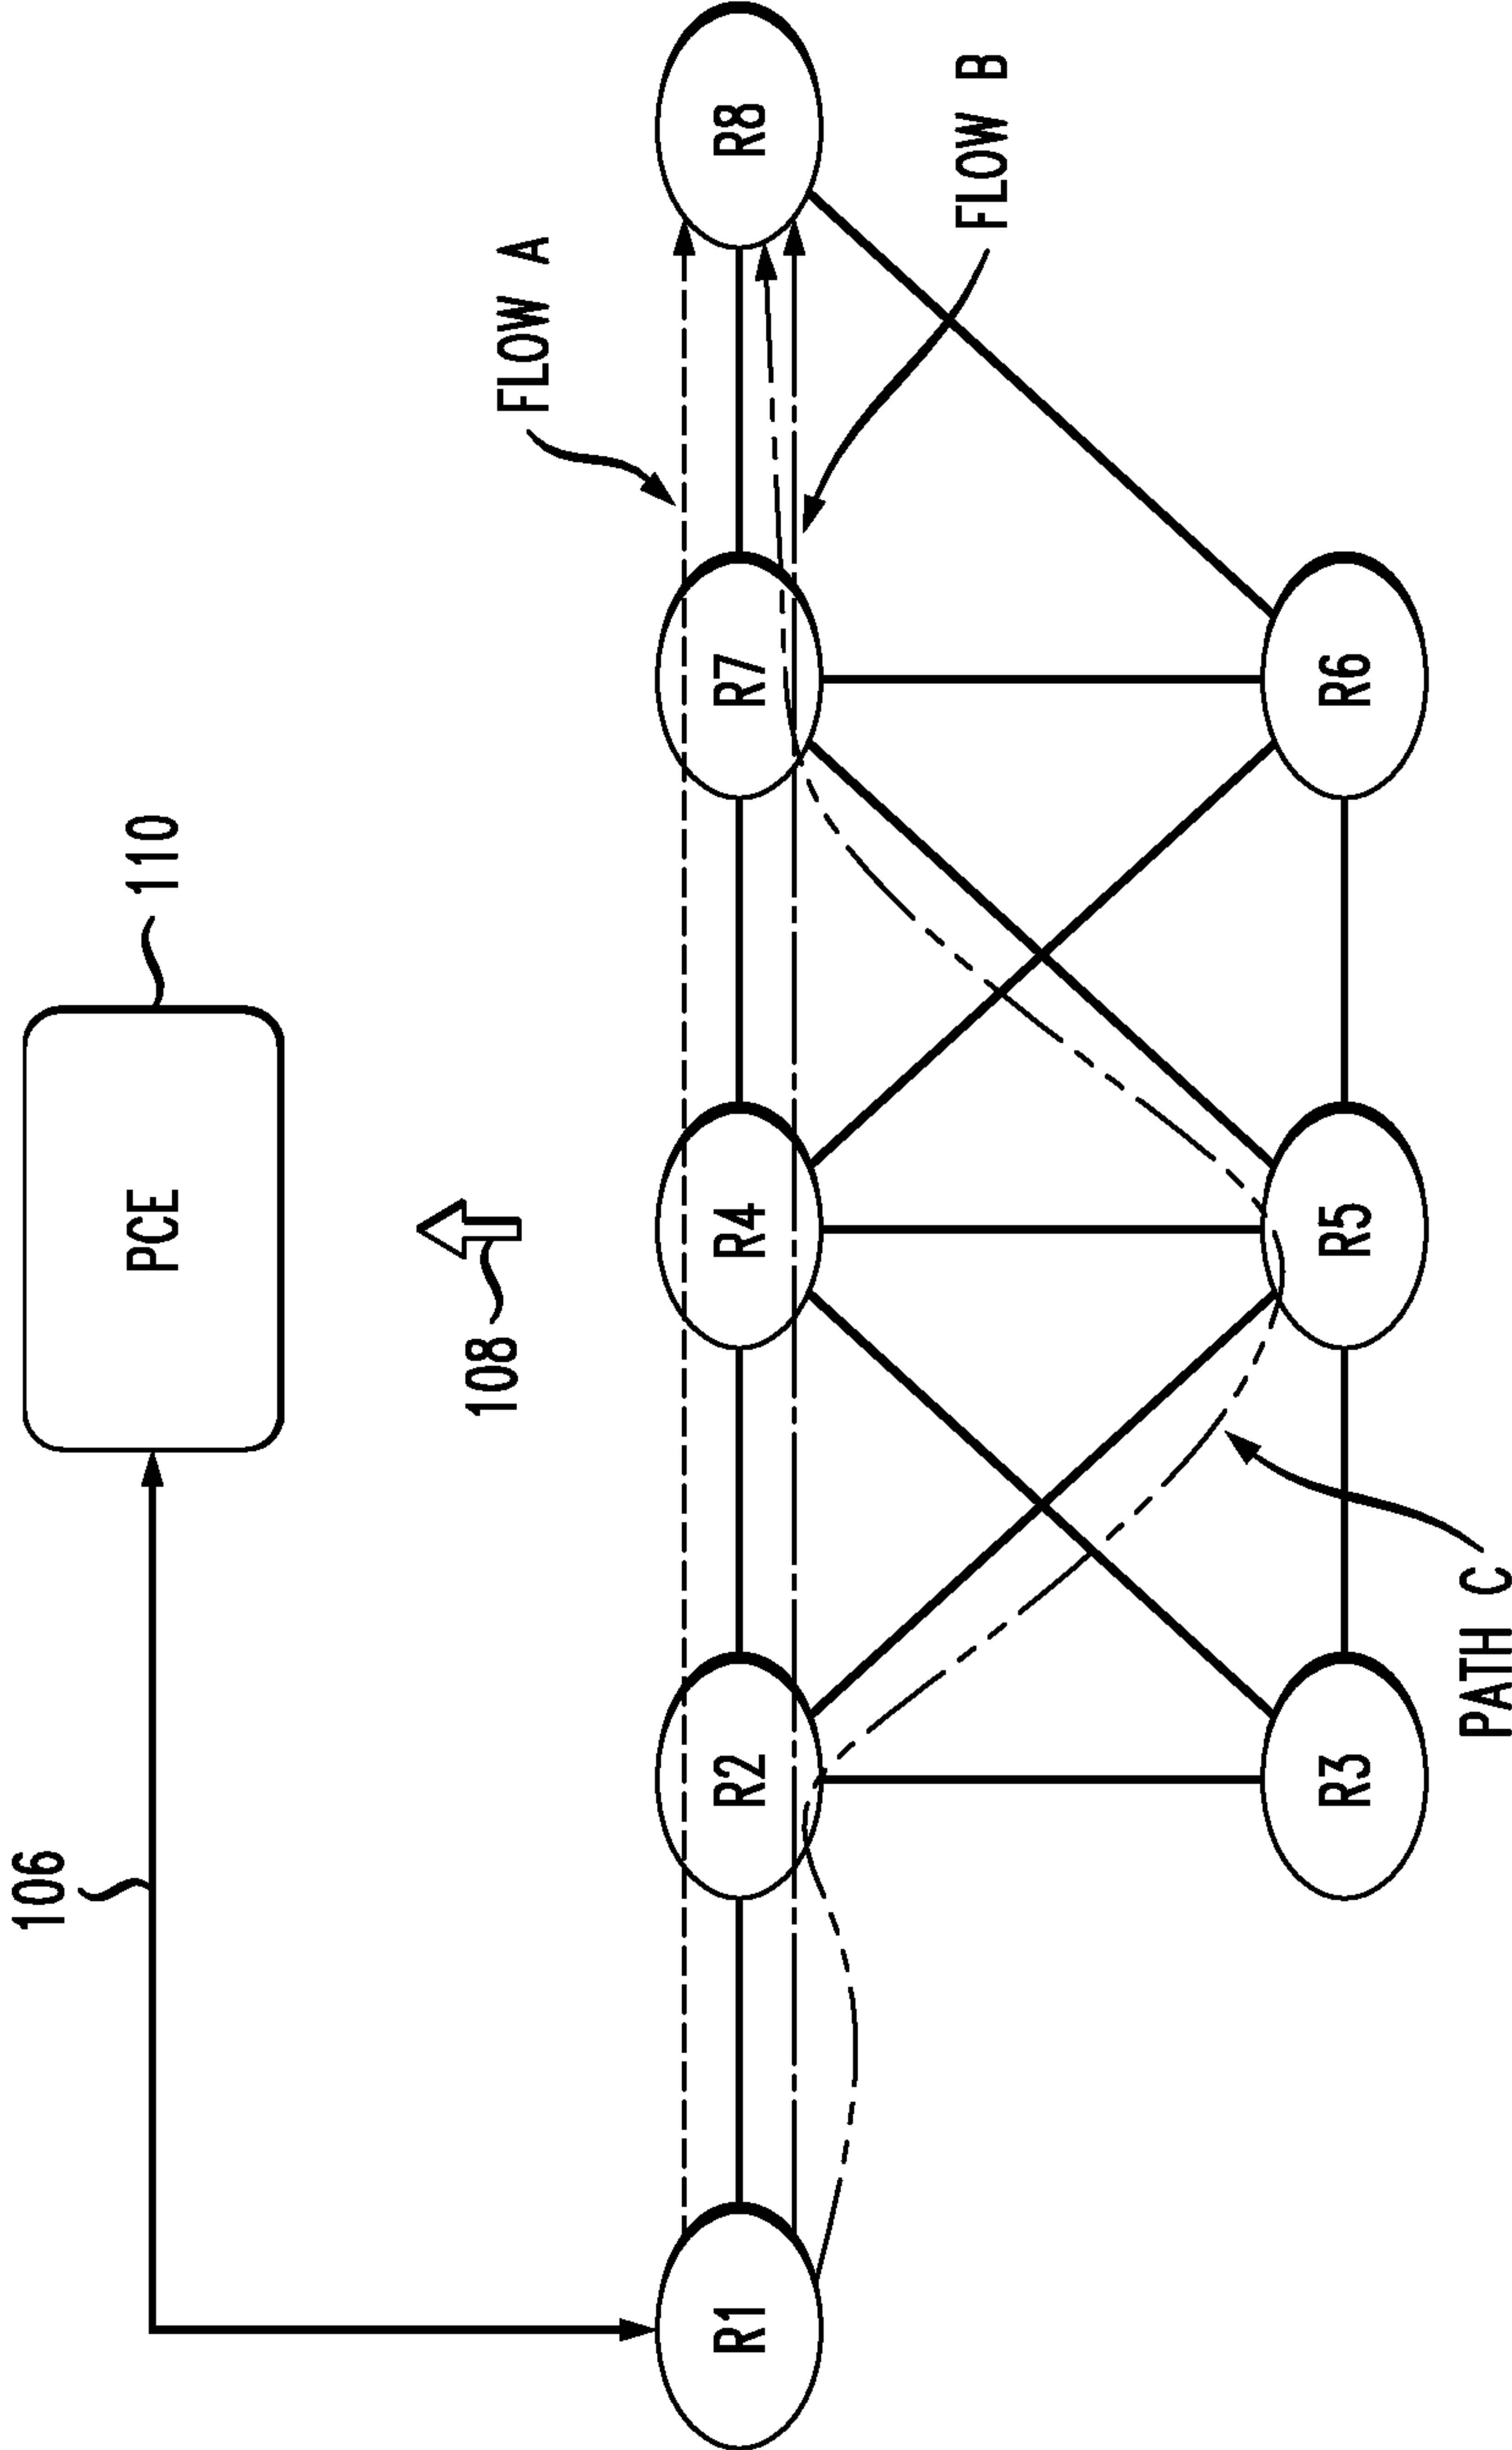 106
PCE
110
108
FLOW A
R1
R2
R4
R7
R8
FLOW B
R3
R5
R6
PATH C